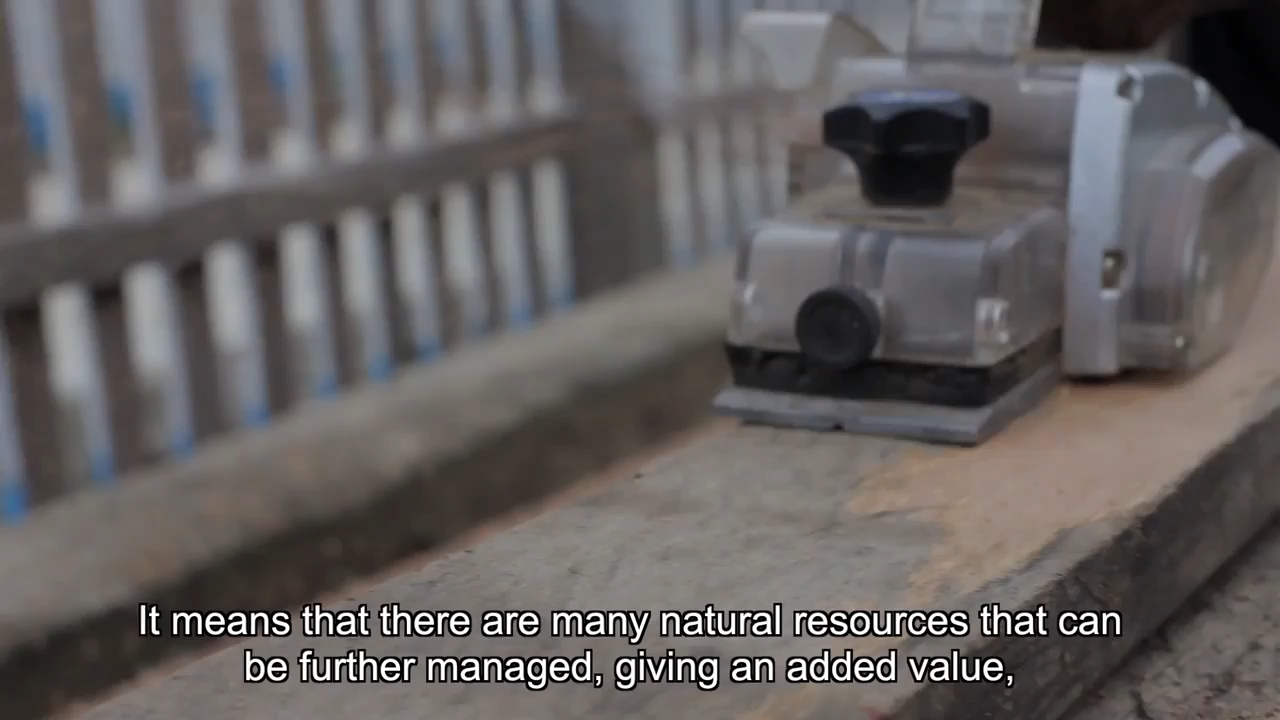 It means that there are many natural resources that can
be further managed, giving an added value,